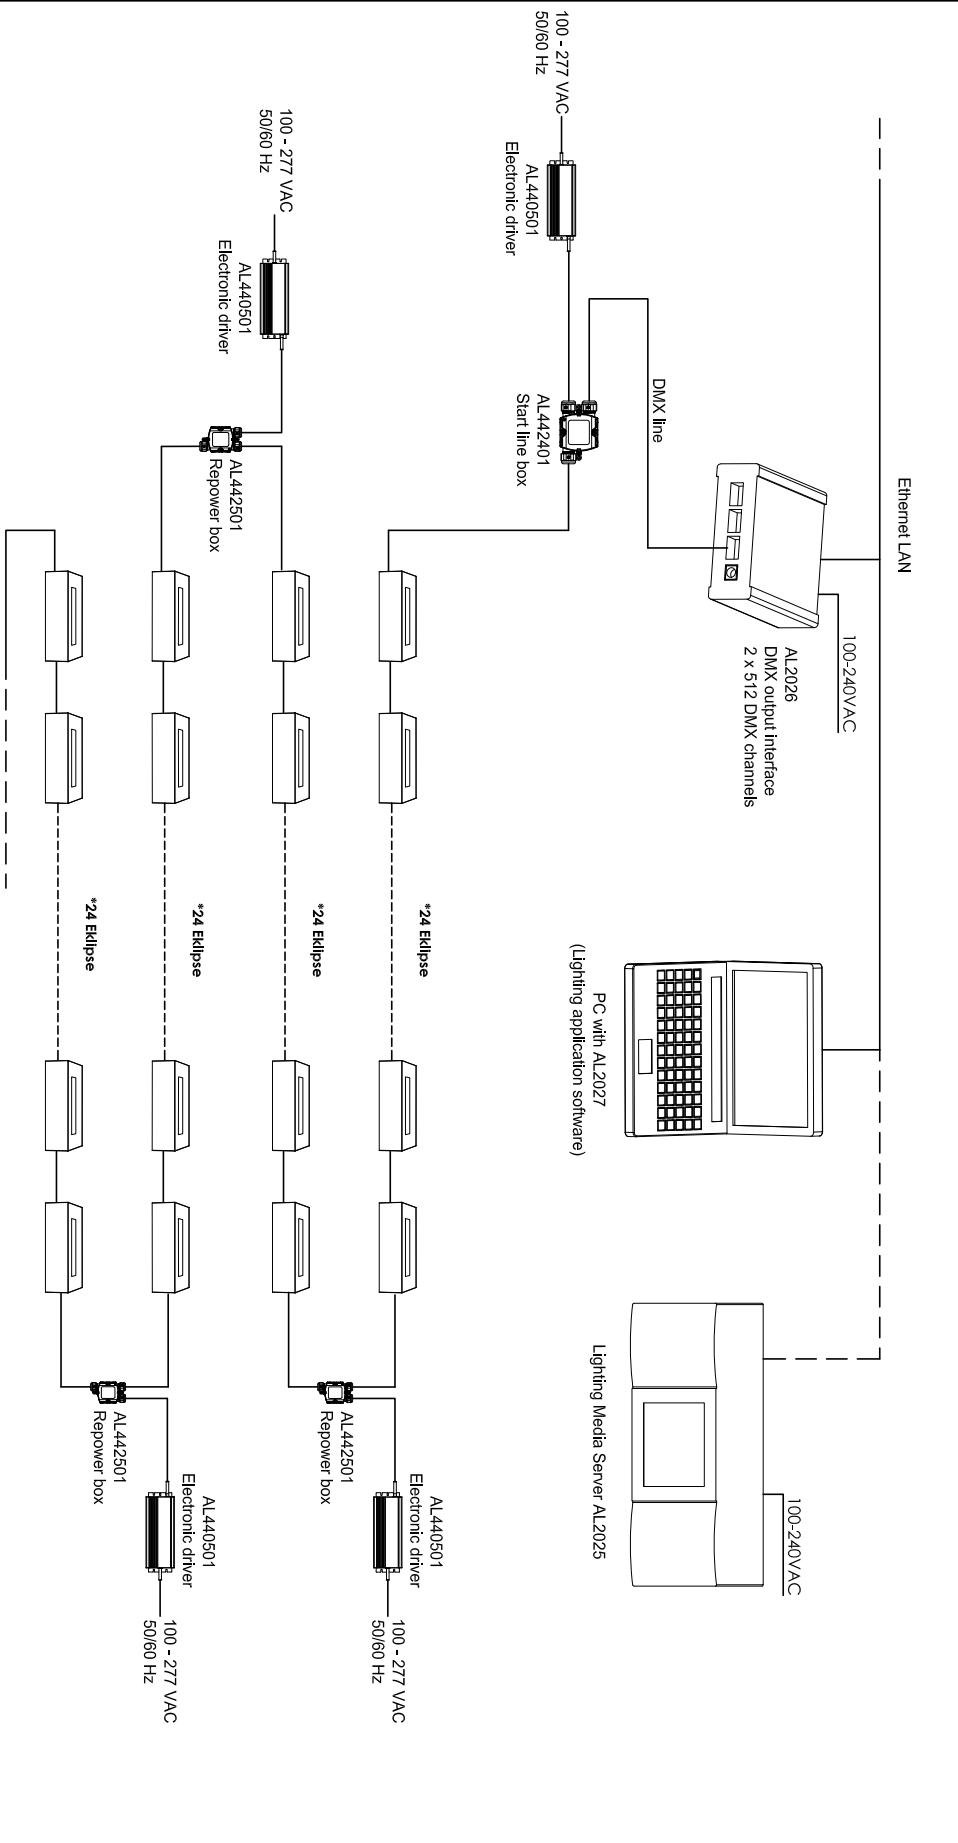 Ethernet LAN
100-240VAC
100-240VAC
AL2026
DMX output interface
2 x 512 DMX channels
DMX line
PC with AL2027
(Lighting application software)
Lighting Media Server AL2025
100 - 277 VAC
50/60 Hz
AL440501
Electronic driver
AL442401
Start line box
*24 Eklipse
AL440501
Electronic driver
100 - 277 VAC
50/60 Hz
AL442501
Repower box
*24 Eklipse
100 - 277 VAC
50/60 Hz
AL440501
Electronic driver
AL442501
Repower box
*24 Eklipse
AL440501
Electronic driver
100 - 277 VAC
50/60 Hz
AL442501
Repower box
*24 Eklipse